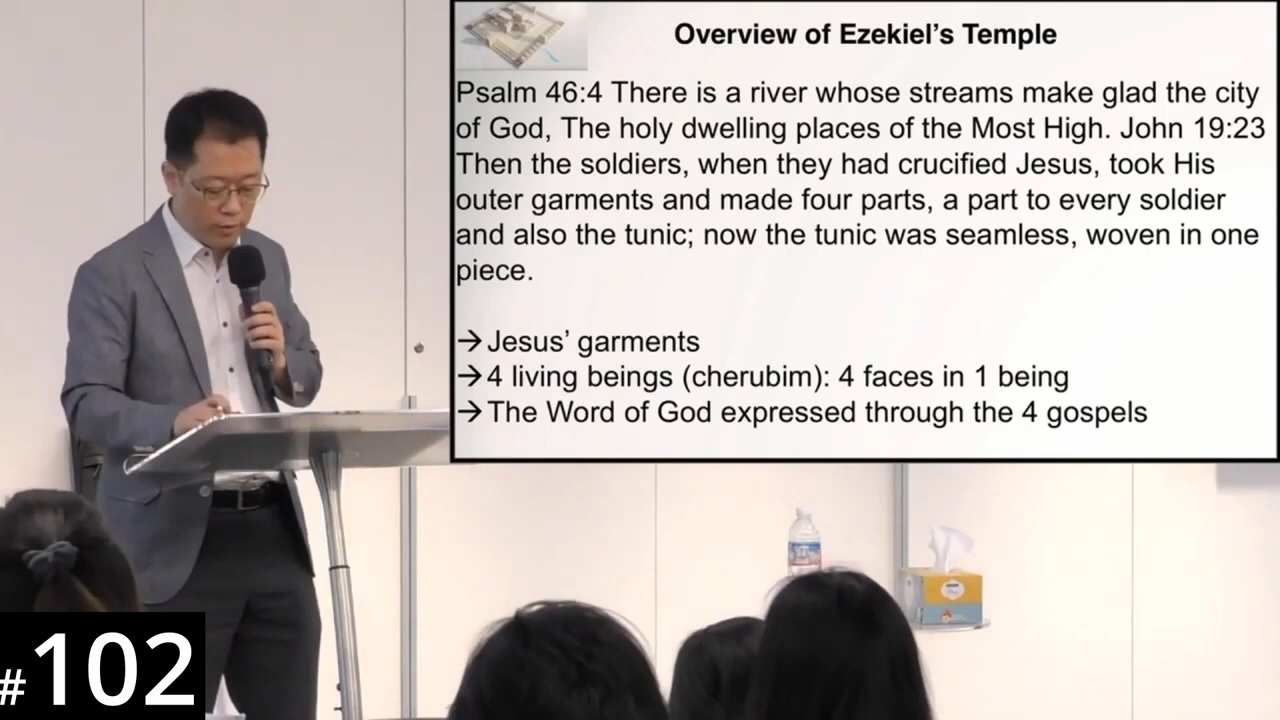 Overview of Ezekiel's Temple
Psalm 46:4 There is a river whose streams make glad the city
of God, The holy dwelling places of the Most High. John 19:23
Then the soldiers, when they had crucified Jesus, took His
outer garments and made four parts, a part to every soldier
and also the tunic; now the tunic was seamless, woven in one
piece.
→Jesus' garments
→4 living beings (cherubim): 4 faces in 1 being
→The Word of God expressed through the 4 gospels
#102